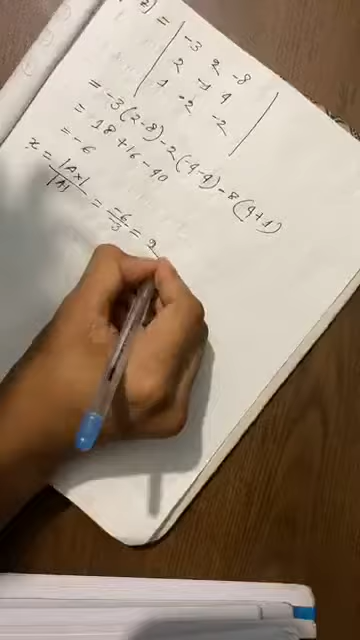 z) = | -3 2 -8
2 -1 4
1 -2 -2 |
= -3(2-8) -2(-4-4) -8(4+1)
= 18 + 16 - 40
= -6
x = |Ax| / |A| = -6 / -3 = 2